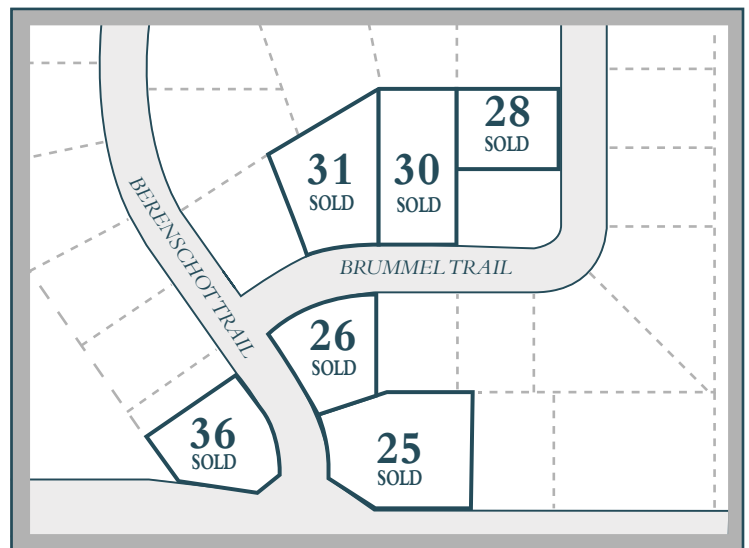 28
SOLD
31
SOLD
30
SOLD
BERENSCHOT TRAIL
BRUMMEL TRAIL
26
SOLD
36
SOLD
25
SOLD